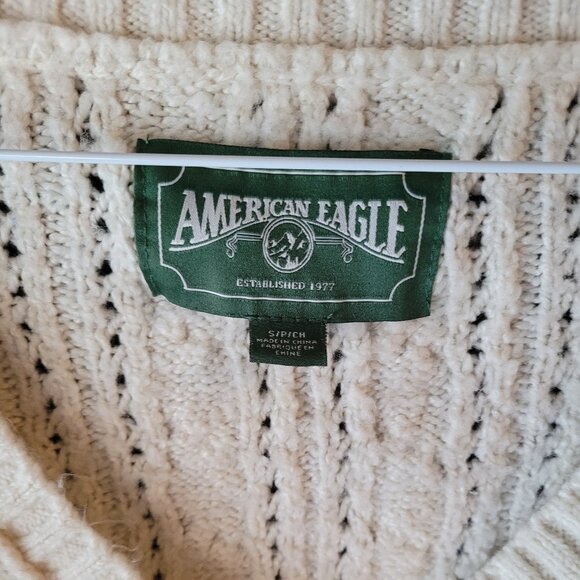 AMERICAN EAGLE
ESTABLISHED 1977
S/P/CH
MADE IN CHINA
FABRIQUÉ EN
CHINE